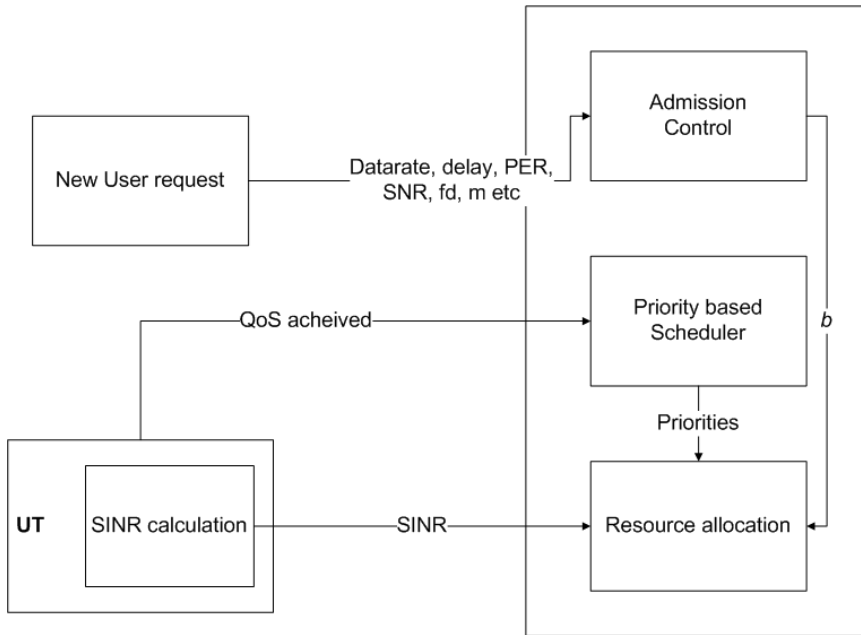 Admission
Control
New User request
Datarate, delay, PER,
SNR, fd, m etc
Priority based
Scheduler
QoS acheived
b
Priorities
UT
SINR calculation
SINR
Resource allocation